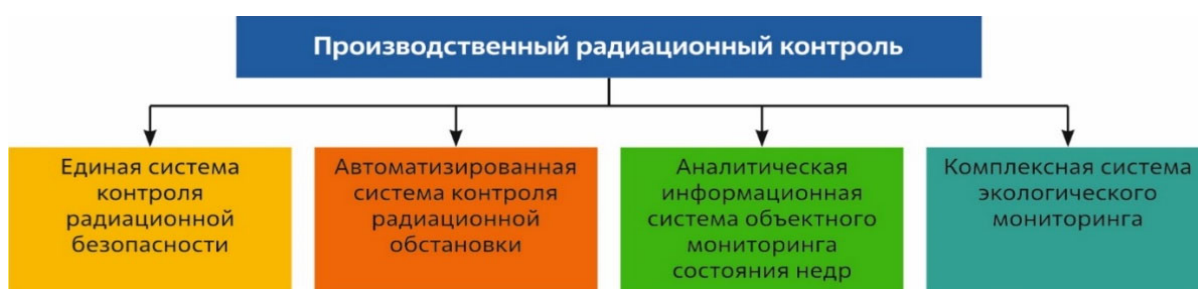 Производственный радиационный контроль
Единая система
контроля
радиационной
безопасности
Автоматизированная
система контроля
радиационной
обстановки
Аналитическая
информационная
система объектного
мониторинга
состояния недр
Комплексная система
экологического
мониторинга